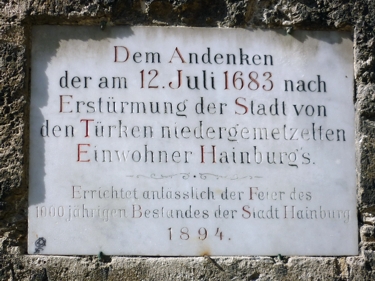 Dem Andenken
der am 12. Juli 1683 nach
Erstürmung der Stadt von
den Türken niedergemetzelten
Einwohner Hainburg's.
Errichtet anlasslich der Feier des
1000 jährigen Bestandes der Stadt Hainburg
1894.